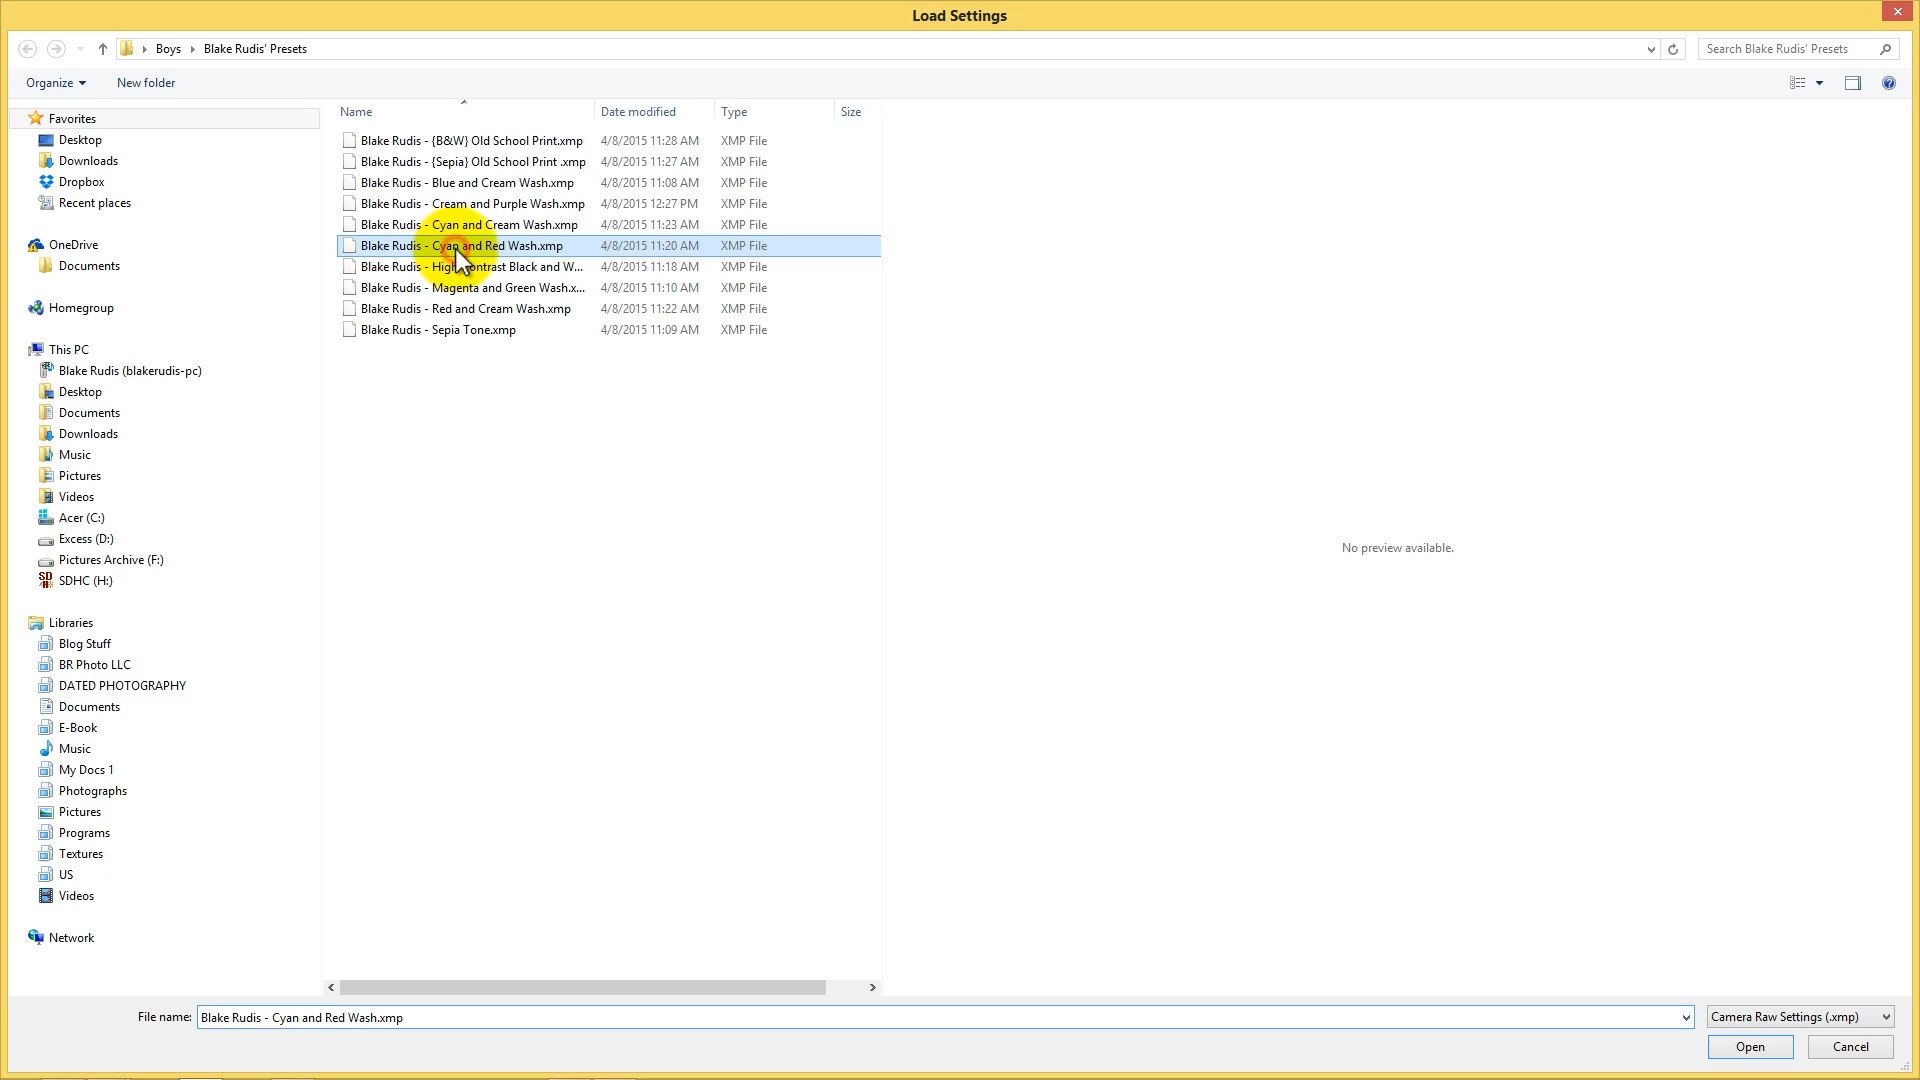 Load Settings
Boys
Blake Rudis' Presets
Search Blake Rudis' Presets
Organize
New folder
Name
Date modified
Type
Size
Favorites
Desktop
Downloads
Dropbox
Recent places
OneDrive
Documents
Homegroup
This PC
Blake Rudis (blakerudis-pc)
Desktop
Documents
Downloads
Music
Pictures
Videos
Acer (C:)
Excess (D:)
Pictures Archive (F:)
SDHC (H:)
Libraries
Blog Stuff
BR Photo LLC
DATED PHOTOGRAPHY
Documents
E-Book
Music
My Docs 1
Photographs
Pictures
Programs
Textures
US
Videos
Network
Blake Rudis - {B&W} Old School Print.xmp 4/8/2015 11:28 AM XMP File
Blake Rudis - {Sepia} Old School Print .xmp 4/8/2015 11:27 AM XMP File
Blake Rudis - Blue and Cream Wash.xmp 4/8/2015 11:08 AM XMP File
Blake Rudis - Cream and Purple Wash.xmp 4/8/2015 12:27 PM XMP File
Blake Rudis - Cyan and Cream Wash.xmp 4/8/2015 11:23 AM XMP File
Blake Rudis - Cyan and Red Wash.xmp 4/8/2015 11:20 AM XMP File
Blake Rudis - High Contrast Black and W... 4/8/2015 11:18 AM XMP File
Blake Rudis - Magenta and Green Wash.x... 4/8/2015 11:10 AM XMP File
Blake Rudis - Red and Cream Wash.xmp 4/8/2015 11:22 AM XMP File
Blake Rudis - Sepia Tone.xmp 4/8/2015 11:09 AM XMP File
No preview available.
File name: Blake Rudis - Cyan and Red Wash.xmp
Camera Raw Settings (.xmp)
Open
Cancel